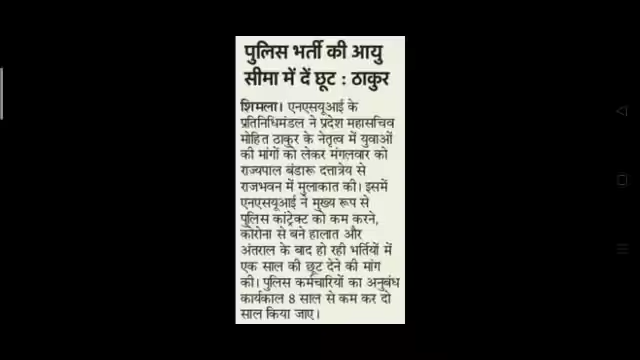 पुलिस भर्ती की आयु
सीमा में दें छूट : ठाकुर
शिमला। एनएसयूआई के
प्रतिनिधिमंडल ने प्रदेश महासचिव
मोहित ठाकुर के नेतृत्व में युवाओं
की मांगों को लेकर मंगलवार को
राज्यपाल बंडारू दत्तात्रेय से
राजभवन में मुलाकात की। इसमें
एनएसयूआई ने मुख्य रूप से
पुलिस कांट्रेक्ट को कम करने,
कोरोना से बने हालात और
अंतराल के बाद हो रही भर्तियों में
एक साल की छूट देने की मांग
की। पुलिस कर्मचारियों का अनुबंध
कार्यकाल 8 साल से कम कर दो
साल किया जाए।